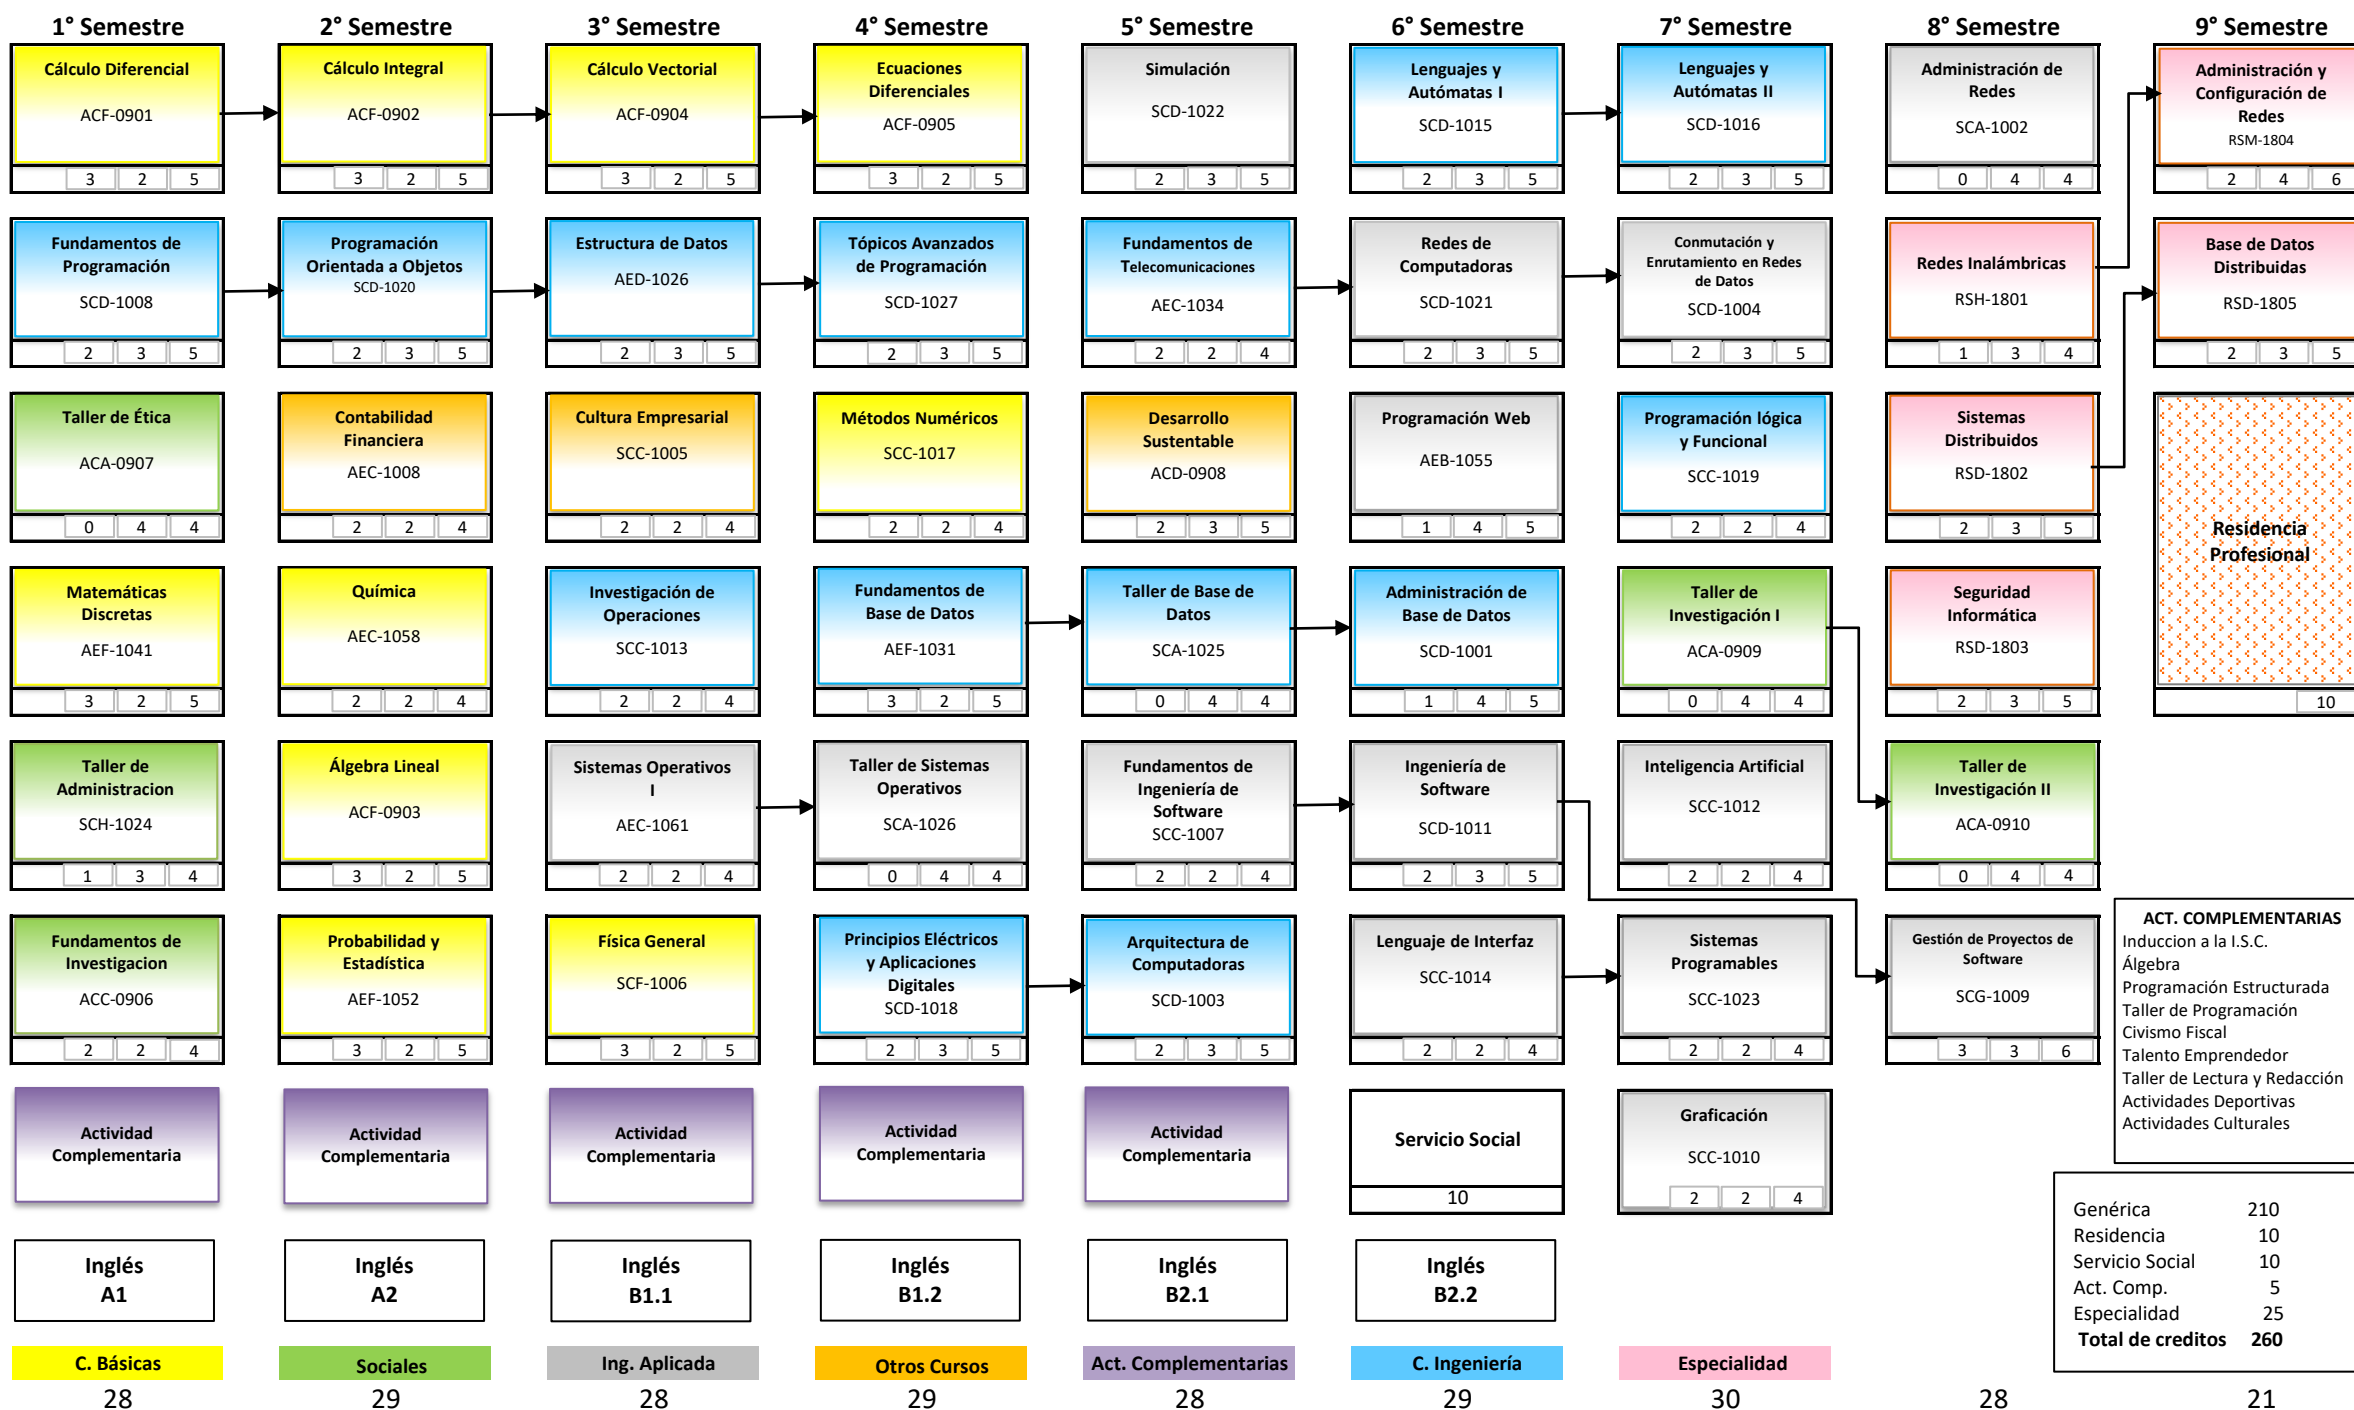 1° Semestre
2° Semestre
3° Semestre
4° Semestre
5° Semestre
6° Semestre
7° Semestre
8° Semestre
9° Semestre
Cálculo Diferencial
ACF-0901
3 2 5
Cálculo Integral
ACF-0902
3 2 5
Cálculo Vectorial
ACF-0904
3 2 5
Ecuaciones
Diferenciales
ACF-0905
3 2 5
Simulación
SCD-1022
2 3 5
Lenguajes y
Autómatas I
SCD-1015
2 3 5
Lenguajes y
Autómatas II
SCD-1016
2 3 5
Administración de
Redes
SCA-1002
0 4 4
Administración y
Configuración de
Redes
RSM-1804
2 4 6
Fundamentos de
Programación
SCD-1008
2 3 5
Programación
Orientada a Objetos
SCD-1020
2 3 5
Estructura de Datos
AED-1026
2 3 5
Tópicos Avanzados
de Programación
SCD-1027
2 3 5
Fundamentos de
Telecomunicaciones
AEC-1034
2 2 4
Redes de
Computadoras
SCD-1021
2 3 5
Conmutación y
Enrutamiento en Redes
de Datos
SCD-1004
2 3 5
Redes Inalámbricas
RSH-1801
1 3 4
Base de Datos
Distribuidas
RSD-1805
2 3 5
Taller de Ética
ACA-0907
0 4 4
Contabilidad
Financiera
AEC-1008
2 2 4
Cultura Empresarial
SCC-1005
2 2 4
Métodos Numéricos
SCC-1017
2 2 4
Desarrollo
Sustentable
ACD-0908
2 3 5
Programación Web
AEB-1055
1 4 5
Programación lógica
y Funcional
SCC-1019
2 2 4
Sistemas
Distribuidos
RSD-1802
2 3 5
Residencia
Profesional
10
Matemáticas
Discretas
AEF-1041
3 2 5
Química
AEC-1058
2 2 4
Investigación de
Operaciones
SCC-1013
2 2 4
Fundamentos de
Base de Datos
AEF-1031
3 2 5
Taller de Base de
Datos
SCA-1025
0 4 4
Administración de
Base de Datos
SCD-1001
1 4 5
Taller de
Investigación I
ACA-0909
0 4 4
Seguridad
Informática
RSD-1803
2 3 5
Taller de
Administracion
SCH-1024
1 3 4
Álgebra Lineal
ACF-0903
3 2 5
Sistemas Operativos
I
AEC-1061
2 2 4
Taller de Sistemas
Operativos
SCA-1026
0 4 4
Fundamentos de
Ingeniería de
Software
SCC-1007
2 2 4
Ingeniería de
Software
SCD-1011
2 3 5
Inteligencia Artificial
SCC-1012
2 2 4
Taller de
Investigación II
ACA-0910
0 4 4
Fundamentos de
Investigacion
ACC-0906
2 2 4
Probabilidad y
Estadística
AEF-1052
3 2 5
Física General
SCF-1006
3 2 5
Principios Eléctricos
y Aplicaciones
Digitales
SCD-1018
2 3 5
Arquitectura de
Computadoras
SCD-1003
2 3 5
Lenguaje de Interfaz
SCC-1014
2 2 4
Sistemas
Programables
SCC-1023
2 2 4
Gestión de Proyectos de
Software
SCG-1009
3 3 6
ACT. COMPLEMENTARIAS
Induccion a la I.S.C.
Álgebra
Programación Estructurada
Taller de Programación
Civismo Fiscal
Talento Emprendedor
Taller de Lectura y Redacción
Actividades Deportivas
Actividades Culturales
Actividad
Complementaria
Actividad
Complementaria
Actividad
Complementaria
Actividad
Complementaria
Actividad
Complementaria
Servicio Social
10
Graficación
SCC-1010
2 2 4
Genérica 210
Residencia 10
Servicio Social 10
Act. Comp. 5
Especialidad 25
Total de creditos 260
Inglés
A1
Inglés
A2
Inglés
B1.1
Inglés
B1.2
Inglés
B2.1
Inglés
B2.2
C. Básicas
Sociales
Ing. Aplicada
Otros Cursos
Act. Complementarias
C. Ingeniería
Especialidad
28
29
28
29
28
29
30
28
21